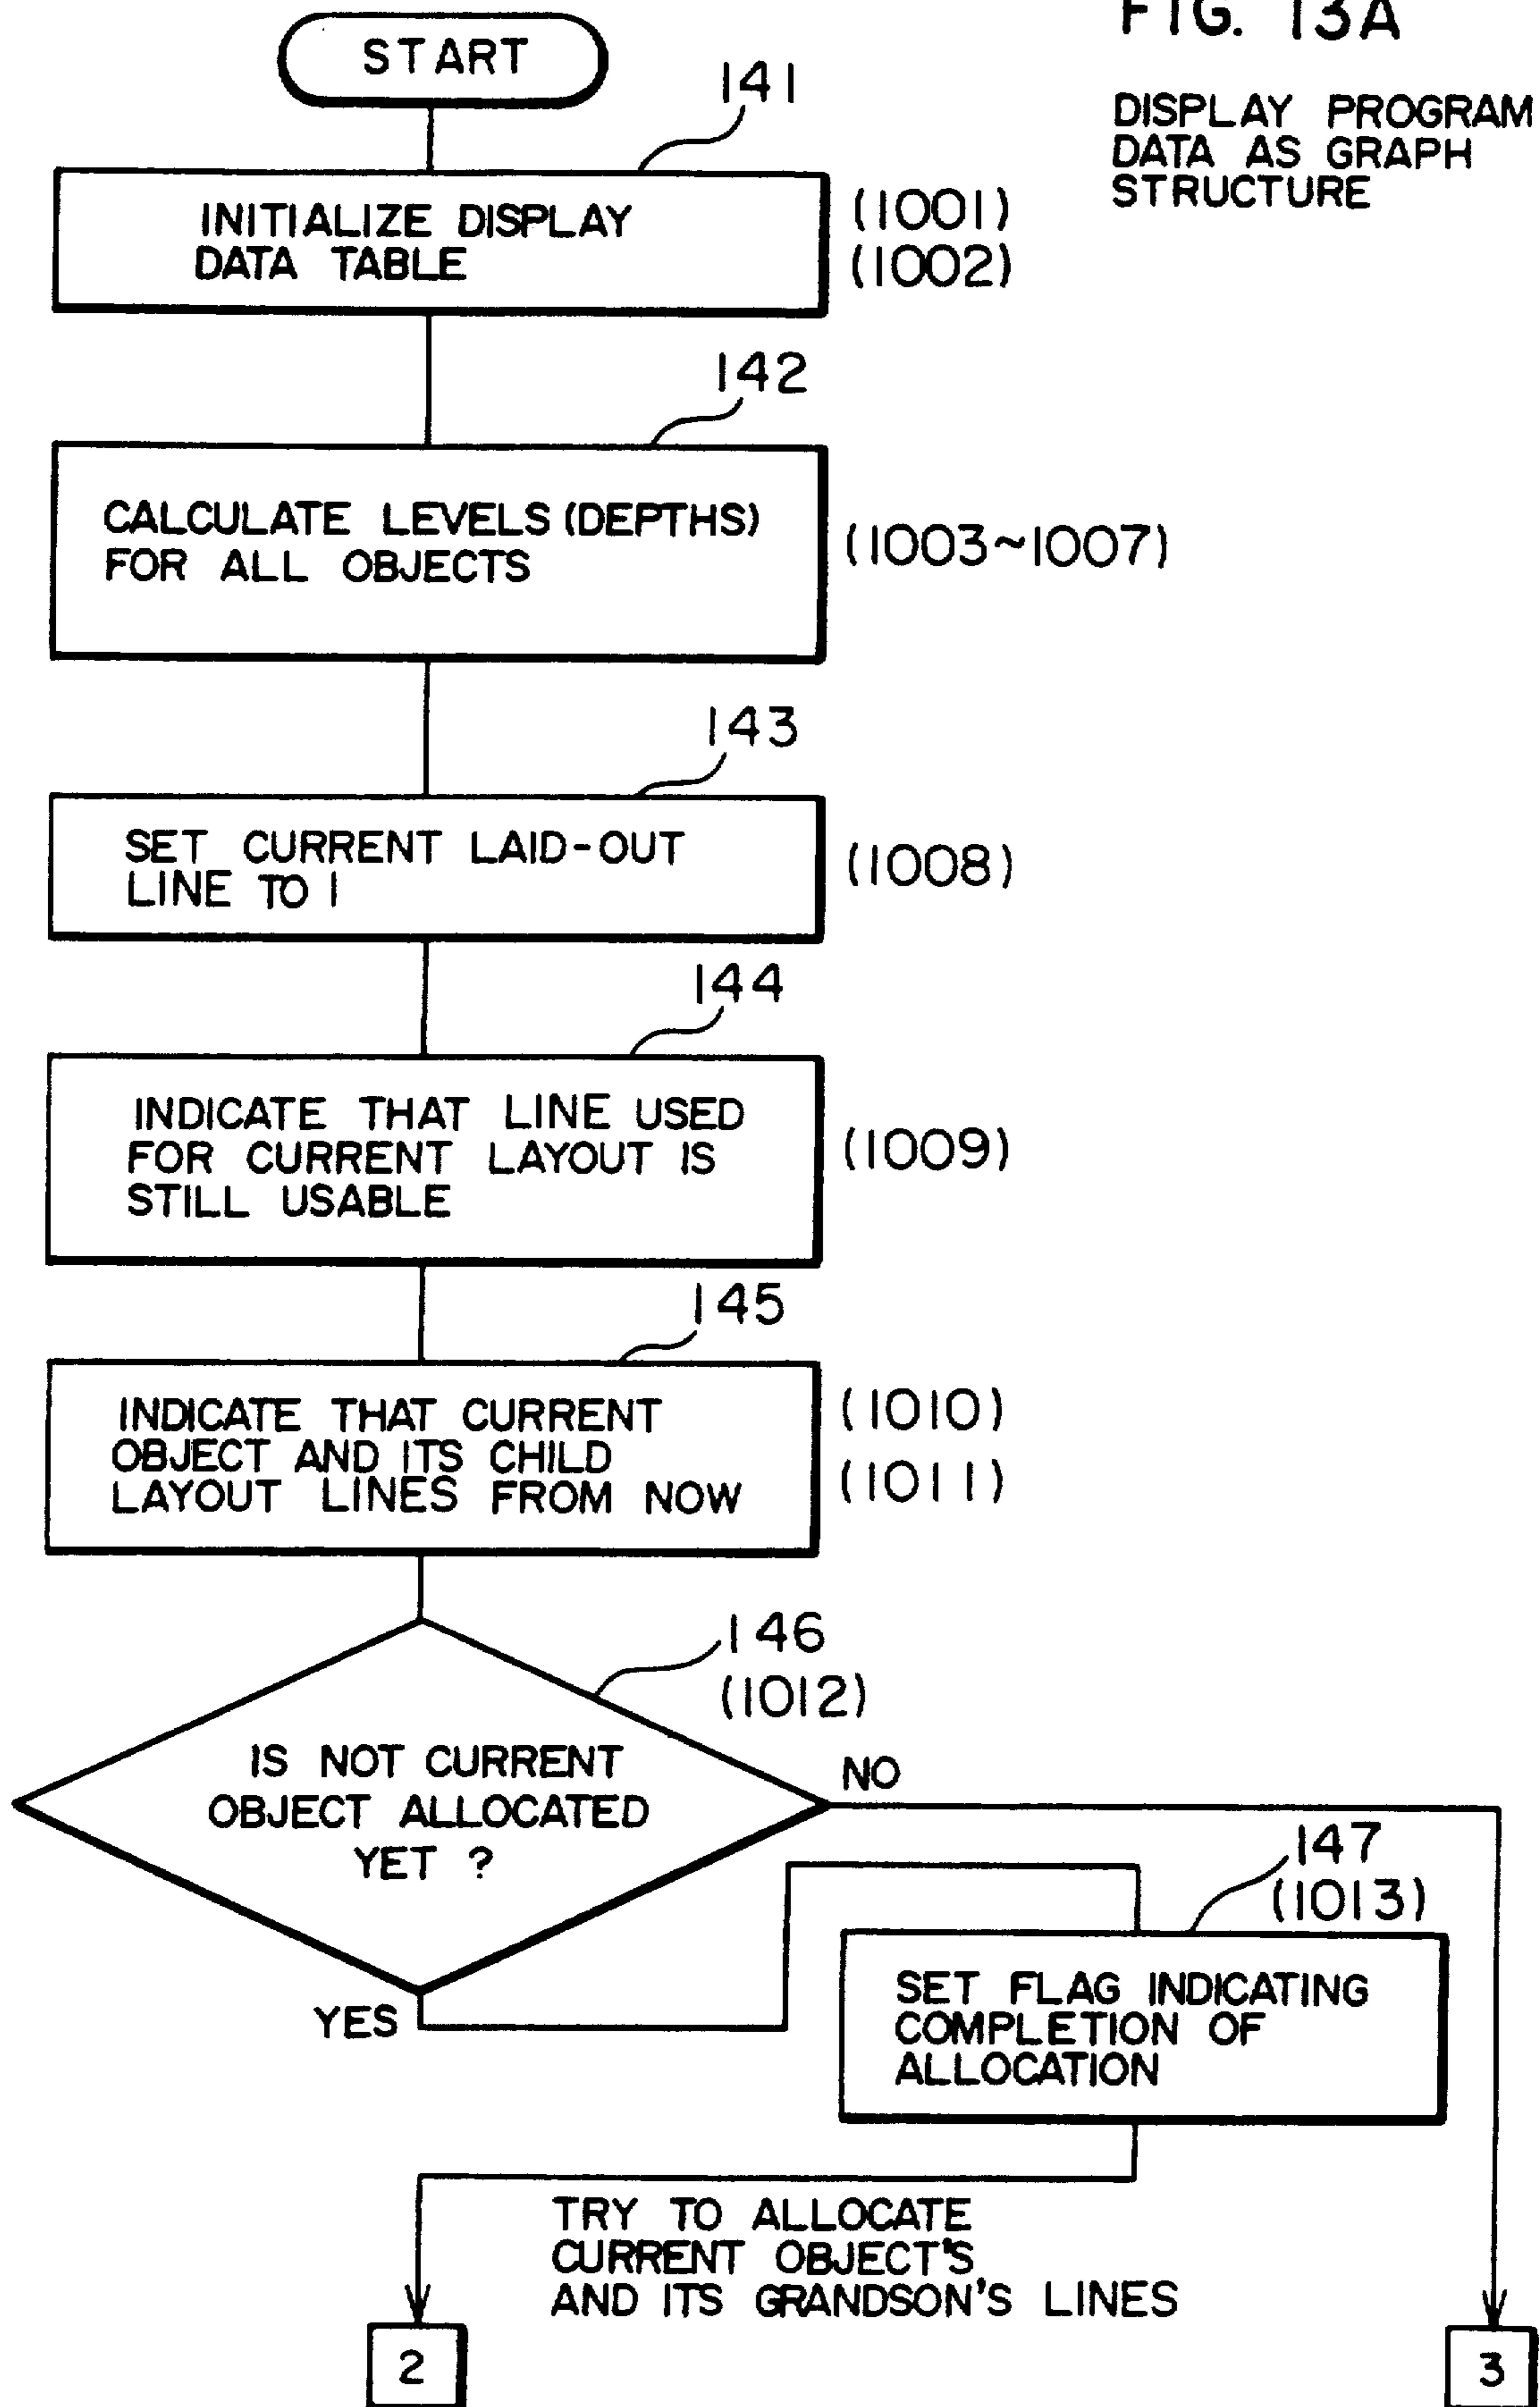 FIG. 13A
DISPLAY PROGRAM
DATA AS GRAPH
STRUCTURE
START
141
INITIALIZE DISPLAY
DATA TABLE
(1001)
(1002)
142
CALCULATE LEVELS (DEPTHS)
FOR ALL OBJECTS
(1003~1007)
143
SET CURRENT LAID-OUT
LINE TO 1
(1008)
144
INDICATE THAT LINE USED
FOR CURRENT LAYOUT IS
STILL USABLE
(1009)
145
INDICATE THAT CURRENT
OBJECT AND ITS CHILD
LAYOUT LINES FROM NOW
(1010)
(1011)
146
(1012)
IS NOT CURRENT
OBJECT ALLOCATED
YET ?
NO
YES
147
(1013)
SET FLAG INDICATING
COMPLETION OF
ALLOCATION
TRY TO ALLOCATE
CURRENT OBJECT'S
AND ITS GRANDSON'S LINES
2
3